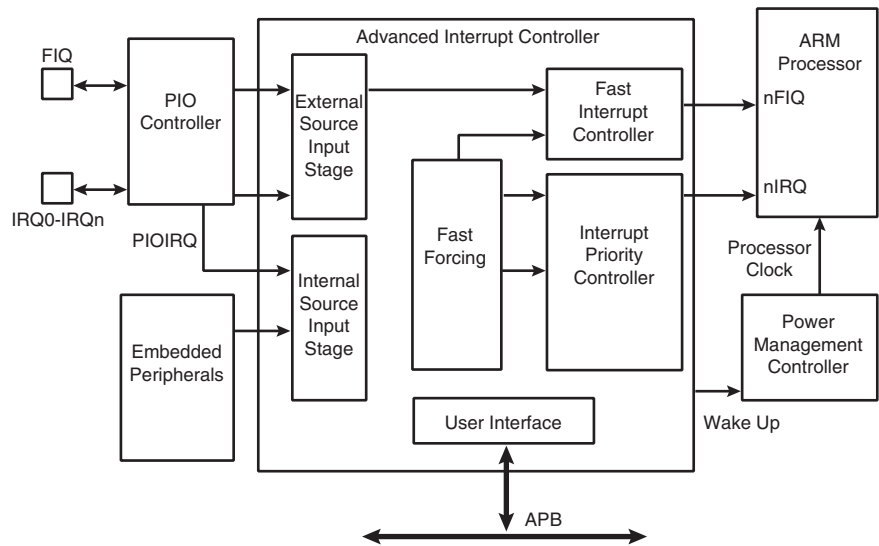 Advanced Interrupt Controller
FIQ
PIO
Controller
IRQ0-IRQn
PIOIRQ
Embedded
Peripherals
External
Source
Input
Stage
Internal
Source
Input
Stage
Fast
Forcing
Fast
Interrupt
Controller
Interrupt
Priority
Controller
User Interface
APB
ARM
Processor
nFIQ
nIRQ
Processor
Clock
Power
Management
Controller
Wake Up